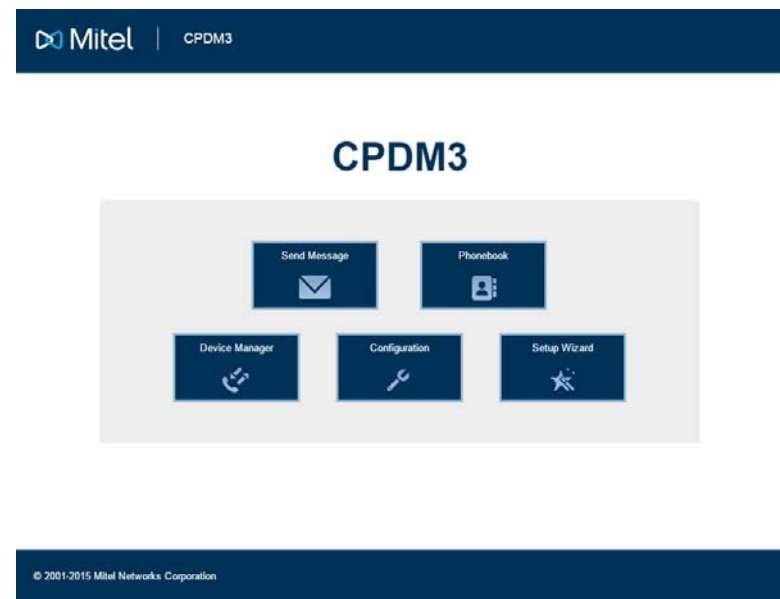 Mitel | CPDM3
CPDM3
Send Message
Phonebook
Device Manager
Configuration
Setup Wizard
© 2001-2015 Mitel Networks Corporation